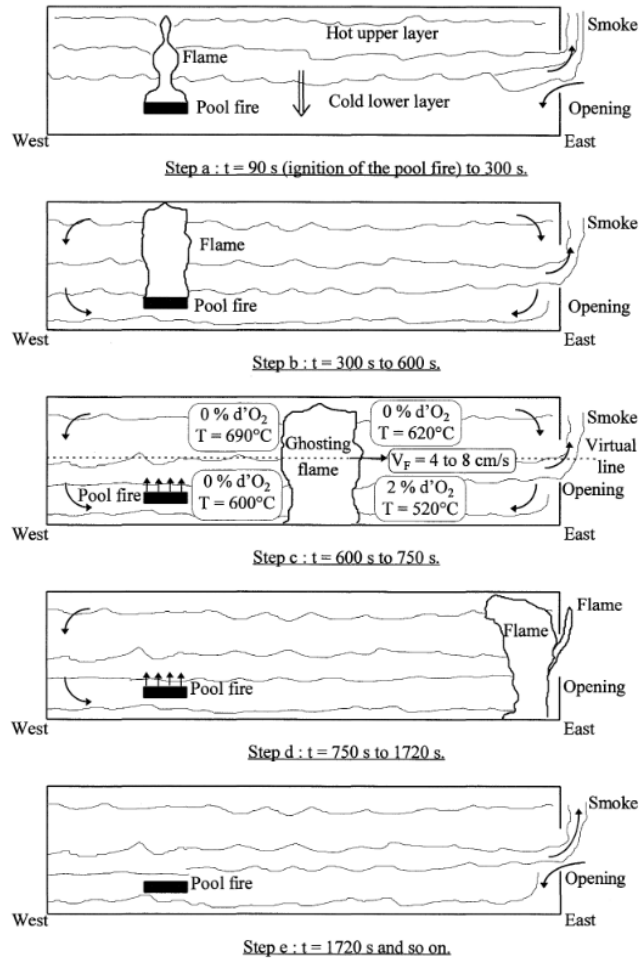 Hot upper layer
Smoke
Flame
Pool fire
Cold lower layer
Opening
West
East
Step a : t = 90 s (ignition of the pool fire) to 300 s.
Smoke
Flame
Pool fire
Opening
West
East
Step b : t = 300 s to 600 s.
0 % d'O₂
T = 690°C
Ghosting
flame
0 % d'O₂
T = 620°C
Smoke
Virtual
line
V_F = 4 to 8 cm/s
Pool fire
0 % d'O₂
T = 600°C
2 % d'O₂
T = 520°C
Opening
West
East
Step c : t = 600 s to 750 s.
Flame
Flame
Pool fire
Opening
West
East
Step d : t = 750 s to 1720 s.
Smoke
Pool fire
Opening
West
East
Step e : t = 1720 s and so on.